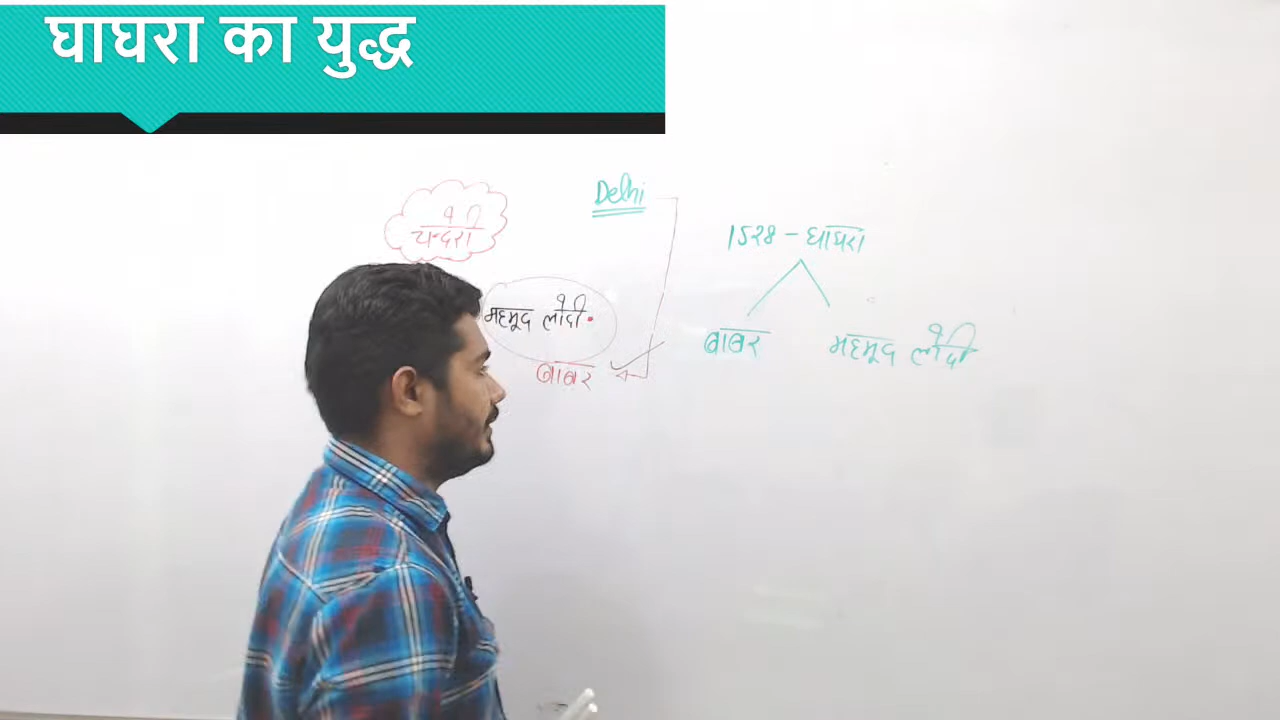 घाघरा का युद्ध
Delhi
चन्देरी
1528 - घाघरा
महमूद लोदी
बाबर
बाबर महमूद लोदी